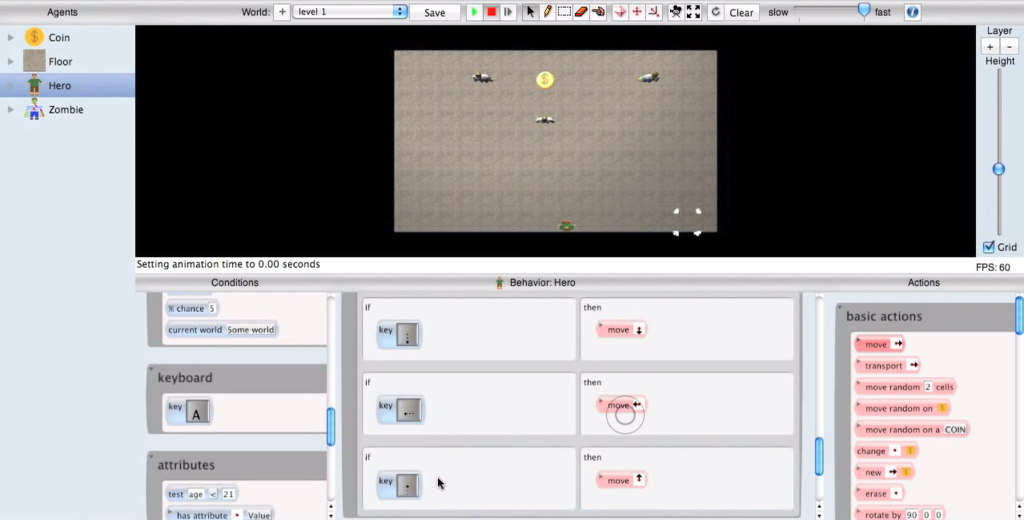 Agents
World: + level 1 Save Clear slow fast i
Layer
+ -
Height
Coin
Floor
Hero
Zombie
$
$
Grid
Setting animation time to 0.00 seconds
FPS: 60
Conditions
Behavior: Hero
Actions
% chance 5
current world Some world
keyboard
key A
attributes
test age < 21
has attribute • Value
if
then
key
move
if
then
key
move
if
then
key
move
basic actions
move
transport
move random 2 cells
move random on
move random on a COIN
change
new
erase
rotate by 90 0 0